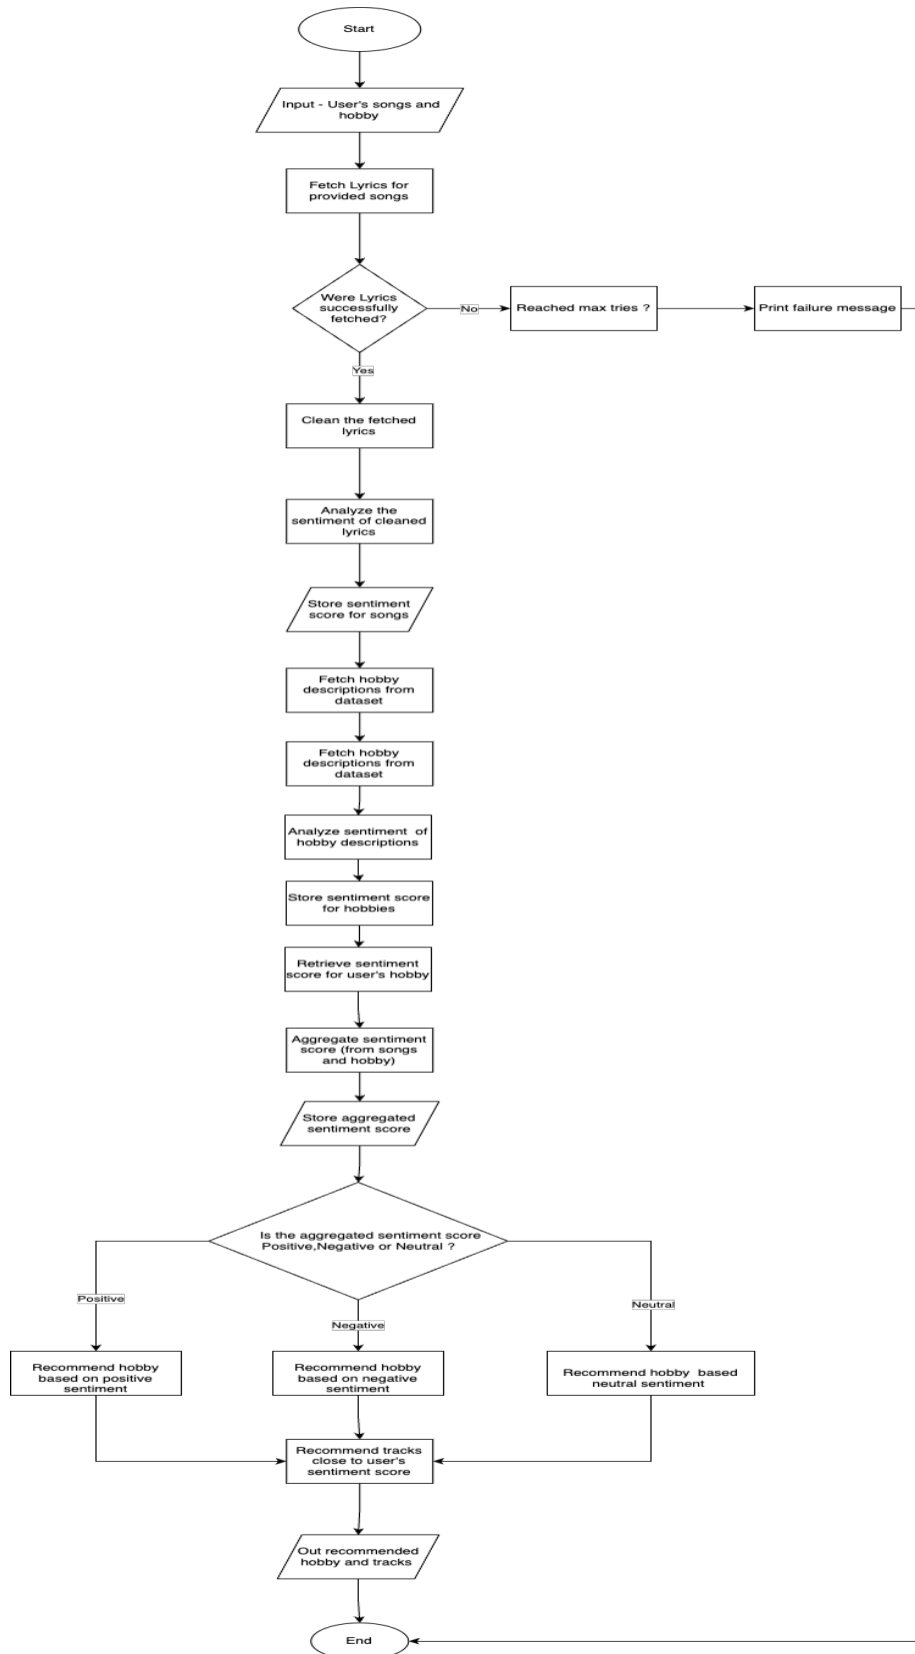 Start
Input - User's songs and
hobby
Fetch Lyrics for
provided songs
Were Lyrics
successfully
fetched?
No
Reached max tries ?
Print failure message
Yes
Clean the fetched
lyrics
Analyze the
sentiment of cleaned
lyrics
Store sentiment
score for songs
Fetch hobby
descriptions from
dataset
Fetch hobby
descriptions from
dataset
Analyze sentiment of
hobby descriptions
Store sentiment score
for hobbies
Retrieve sentiment
score for user's hobby
Aggregate sentiment
score (from songs
and hobby)
Store aggregated
sentiment score
Is the aggregated sentiment score
Positive,Negative or Neutral ?
Positive
Negative
Neutral
Recommend hobby
based on positive
sentiment
Recommend hobby
based on negative
sentiment
Recommend hobby based
neutral sentiment
Recommend tracks
close to user's
sentiment score
Out recommended
hobby and tracks
End